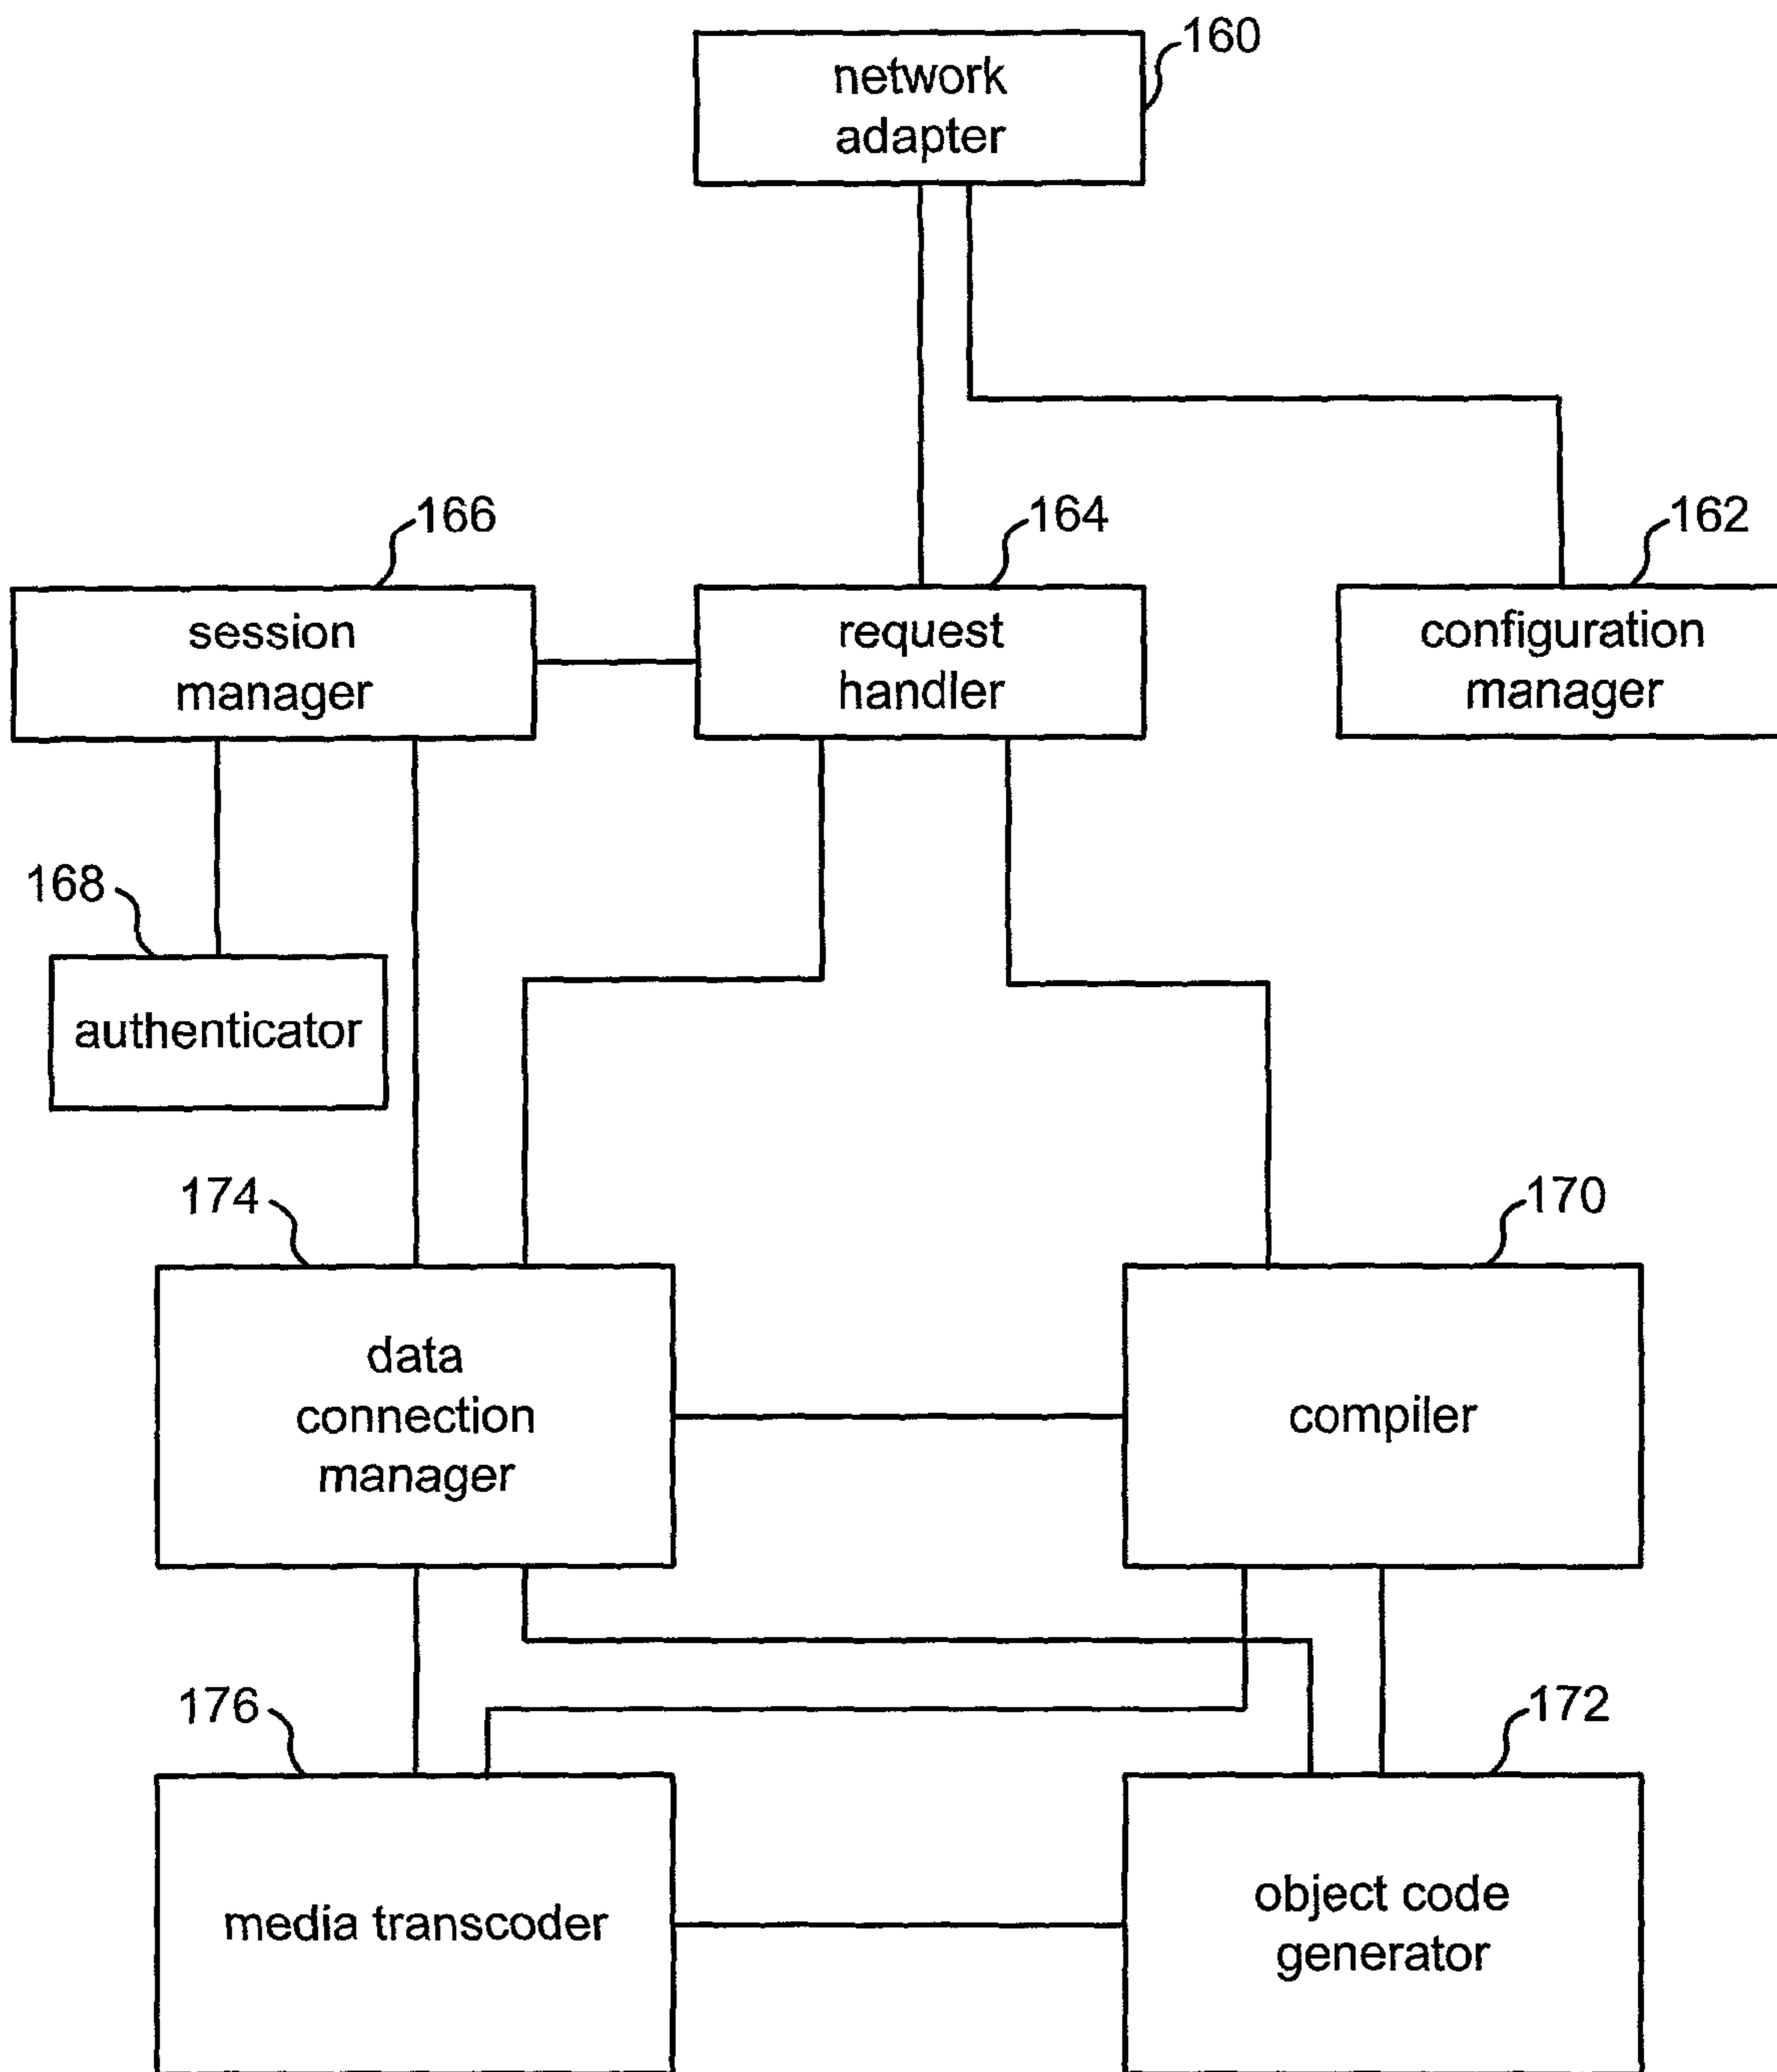 160
network
adapter
166
164
162
session
manager
request
handler
configuration
manager
168
authenticator
174
170
data
connection
manager
compiler
176
172
media transcoder
object code
generator